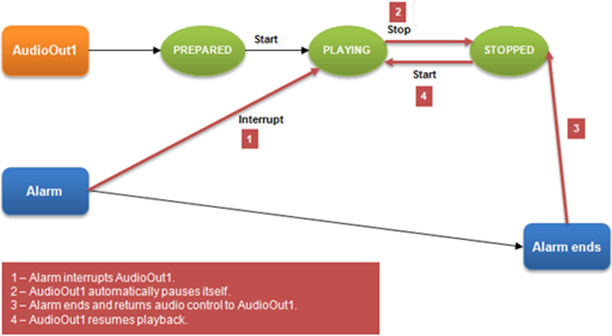 2
Stop
AudioOut1
PREPARED
Start
PLAYING
STOPPED
Start
4
Interrupt
1
3
Alarm
Alarm ends
1 – Alarm interrupts AudioOut1.
2 – AudioOut1 automatically pauses itself.
3 – Alarm ends and returns audio control to AudioOut1.
4 – AudioOut1 resumes playback.